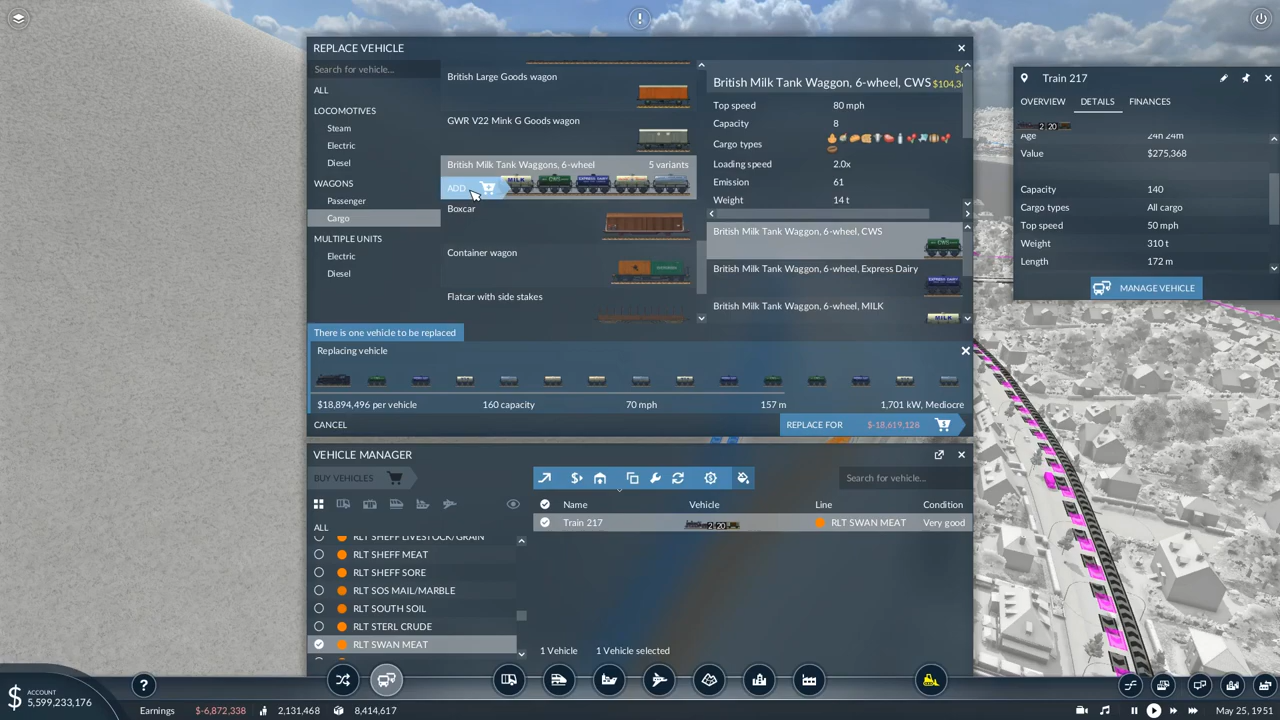 REPLACE VEHICLE
Search for vehicle...
ALL
LOCOMOTIVES
Steam
Electric
Diesel
WAGONS
Passenger
Cargo
MULTIPLE UNITS
Electric
Diesel
British Large Goods wagon
GWR V22 Mink G Goods wagon
British Milk Tank Waggons, 6-wheel 5 variants
ADD
Boxcar
Container wagon
Flatcar with side stakes
British Milk Tank Waggon, 6-wheel, CWS
Top speed 80 mph
Capacity 8
Cargo types
Loading speed 2.0x
Emission 61
Weight 14 t
British Milk Tank Waggon, 6-wheel, CWS
British Milk Tank Waggon, 6-wheel, Express Dairy
British Milk Tank Waggon, 6-wheel, MILK
There is one vehicle to be replaced
Replacing vehicle
$18,894,496 per vehicle 160 capacity 70 mph 157 m 1,701 kW, Mediocre
CANCEL
REPLACE FOR $-18,619,128
VEHICLE MANAGER
BUY VEHICLES
Search for vehicle...
ALL
RLT SHEFF LIVESTOCK/GRAIN
RLT SHEFF MEAT
RLT SHEFF SORE
RLT SOS MAIL/MARBLE
RLT SOUTH SOIL
RLT STERL CRUDE
RLT SWAN MEAT
Name Vehicle Line Condition
Train 217 RLT SWAN MEAT Very good
1 Vehicle 1 Vehicle selected
Train 217
OVERVIEW DETAILS FINANCES
2 20
Age 24h 24m
Value $275,368
Capacity 140
Cargo types All cargo
Top speed 50 mph
Weight 310 t
Length 172 m
MANAGE VEHICLE
$ ACCOUNT
5,599,233,176
?
Earnings $-6,872,338 2,131,468 8,414,617
May 25, 1951